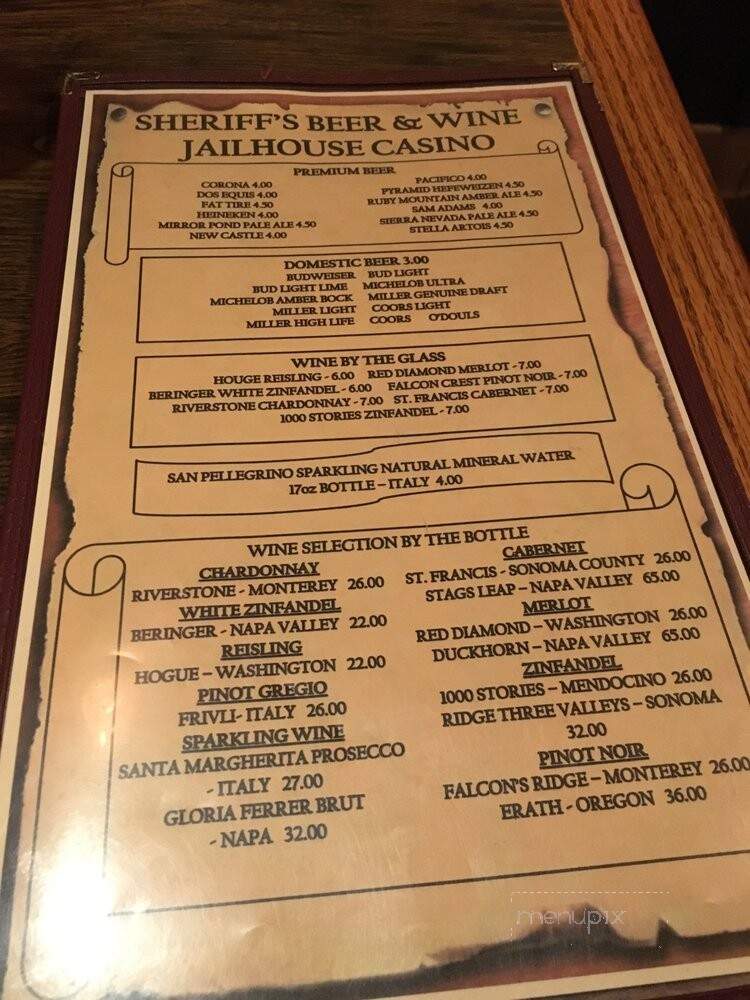 SHERIFF'S BEER & WINE
JAILHOUSE CASINO
PREMIUM BEER
CORONA 4.00
DOS EQUIS 4.00
FAT TIRE 4.50
HEINEKEN 4.00
MIRROR POND PALE ALE 4.50
NEW CASTLE 4.00
PACIFICO 4.00
PYRAMID HEFEWEIZEN 4.50
RUBY MOUNTAIN AMBER ALE 4.50
SAM ADAMS 4.00
SIERRA NEVADA PALE ALE 4.50
STELLA ARTOIS 4.50
DOMESTIC BEER 3.00
BUDWEISER BUD LIGHT
BUD LIGHT LIME MICHELOB ULTRA
MICHELOB AMBER BOCK MILLER GENUINE DRAFT
MILLER LIGHT COORS LIGHT
MILLER HIGH LIFE COORS O'DOULS
WINE BY THE GLASS
HOUGE REISLING - 6.00 RED DIAMOND MERLOT - 7.00
BERINGER WHITE ZINFANDEL - 6.00 FALCON CREST PINOT NOIR - 7.00
RIVERSTONE CHARDONNAY - 7.00 ST. FRANCIS CABERNET - 7.00
1000 STORIES ZINFANDEL - 7.00
SAN PELLEGRINO SPARKLING NATURAL MINERAL WATER
17oz BOTTLE – ITALY 4.00
WINE SELECTION BY THE BOTTLE
CHARDONNAY
RIVERSTONE - MONTEREY 26.00
WHITE ZINFANDEL
BERINGER - NAPA VALLEY 22.00
REISLING
HOGUE – WASHINGTON 22.00
PINOT GREGIO
FRIVLI- ITALY 26.00
SPARKLING WINE
SANTA MARGHERITA PROSECCO
- ITALY 27.00
GLORIA FERRER BRUT
- NAPA 32.00
CABERNET
ST. FRANCIS - SONOMA COUNTY 26.00
STAGS LEAP – NAPA VALLEY 65.00
MERLOT
RED DIAMOND – WASHINGTON 26.00
DUCKHORN – NAPA VALLEY 65.00
ZINFANDEL
1000 STORIES – MENDOCINO 26.00
RIDGE THREE VALLEYS – SONOMA
32.00
PINOT NOIR
FALCON'S RIDGE – MONTEREY 26.00
ERATH - OREGON 36.00
menupix